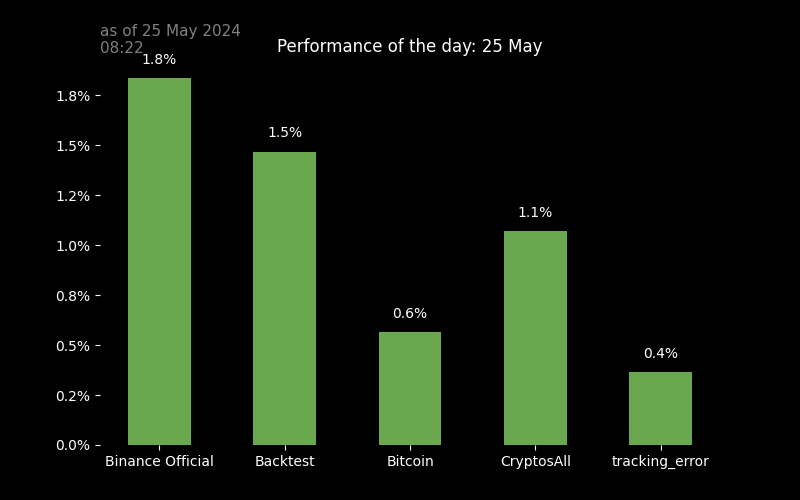 as of 25 May 2024
08:22
Performance of the day: 25 May
1.8%
1.5%
0.6%
1.1%
0.4%
1.8%
1.5%
1.2%
1.0%
0.8%
0.5%
0.2%
0.0%
Binance Official
Backtest
Bitcoin
CryptosAll
tracking_error